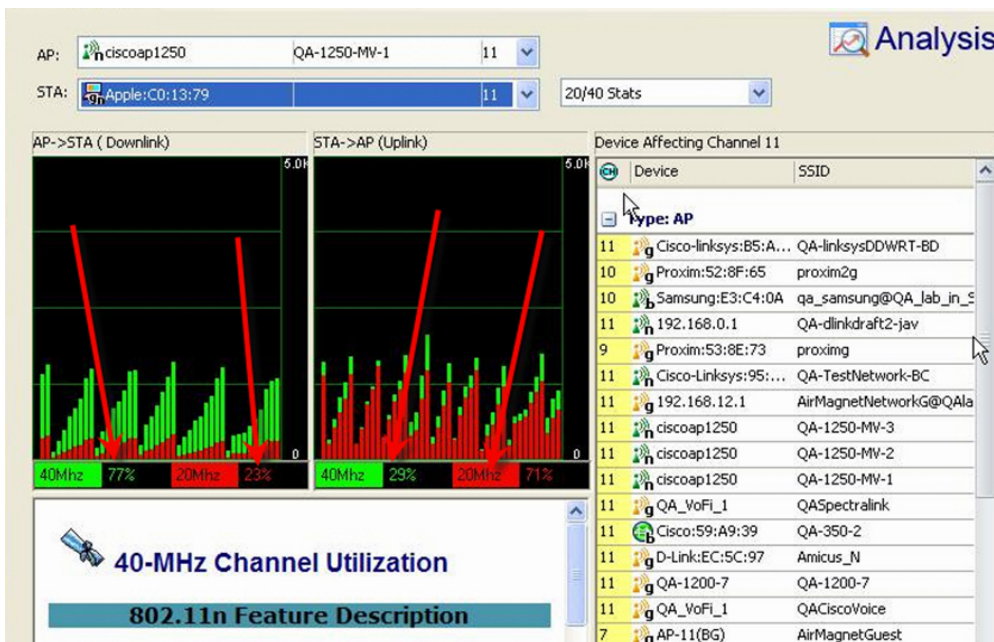 Analysis
AP: ciscoap1250 QA-1250-MV-1 11
STA: Apple:C0:13:79 11 20/40 Stats
AP->STA ( Downlink) STA->AP (Uplink) Device Affecting Channel 11
5.0K 5.0K
CH Device SSID
Type: AP
11 g Cisco-linksys:B5:A... QA-linksysDDWRT-BD
10 g Proxim:52:8F:65 proxim2g
10 b Samsung:E3:C4:0A qa_samsung@QA_lab_in_S
11 n 192.168.0.1 QA-dlinkdraft2-jav
9 g Proxim:53:8E:73 proximg
11 n Cisco-Linksys:95:... QA-TestNetwork-BC
11 g 192.168.12.1 AirMagnetNetworkG@QAla
11 n ciscoap1250 QA-1250-MV-3
11 n ciscoap1250 QA-1250-MV-2
11 n ciscoap1250 QA-1250-MV-1
11 g QA_VoFi_1 QASpectralink
11 b Cisco:59:A9:39 QA-350-2
11 g D-Link:EC:5C:97 Amicus_N
11 g QA-1200-7 QA-1200-7
11 g QA_VoFi_1 QACiscoVoice
7 g AP-11(BG) AirMagnetGuest
0 0
40Mhz 77% 20Mhz 23% 40Mhz 29% 20Mhz 71%
40-MHz Channel Utilization
802.11n Feature Description